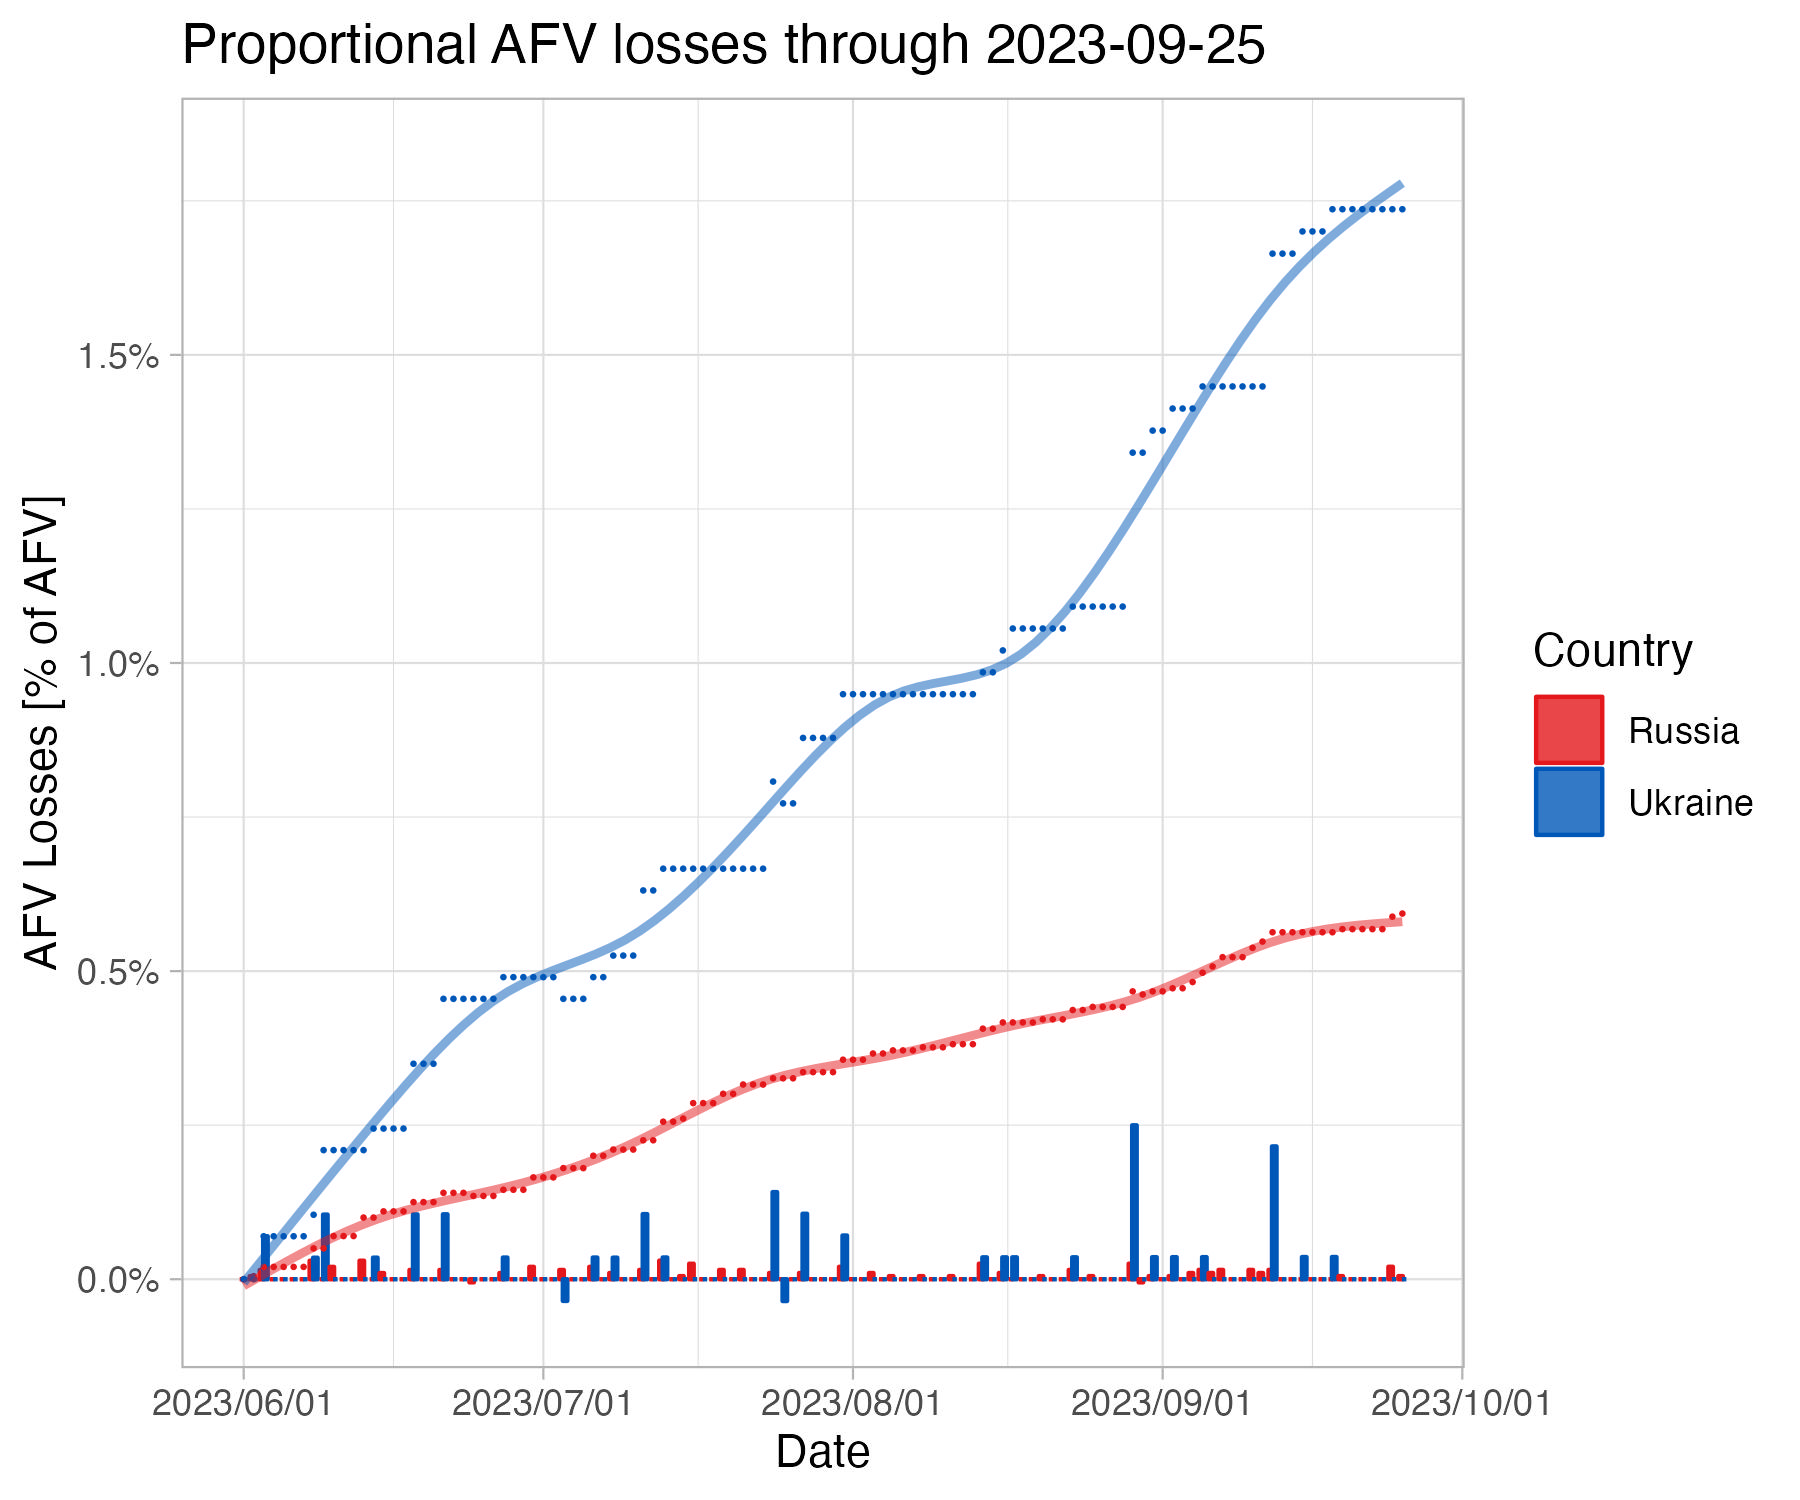 Proportional AFV losses through 2023-09-25
AFV Losses [% of AFV]
1.5%
1.0%
0.5%
0.0%
2023/06/01 2023/07/01 2023/08/01 2023/09/01 2023/10/01
Date
Country
Russia
Ukraine